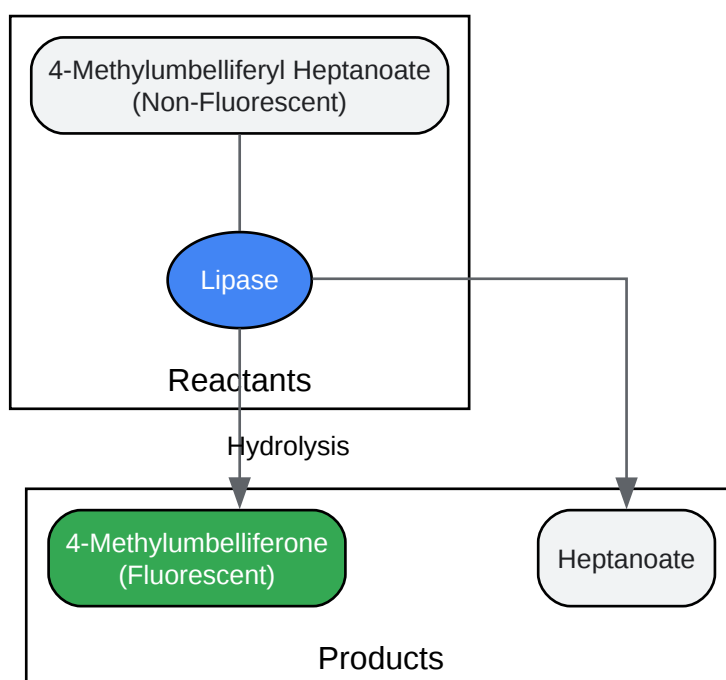 4-Methylumbelliferyl Heptanoate
(Non-Fluorescent)
Lipase
Reactants
Hydrolysis
4-Methylumbelliferone
(Fluorescent)
Heptanoate
Products